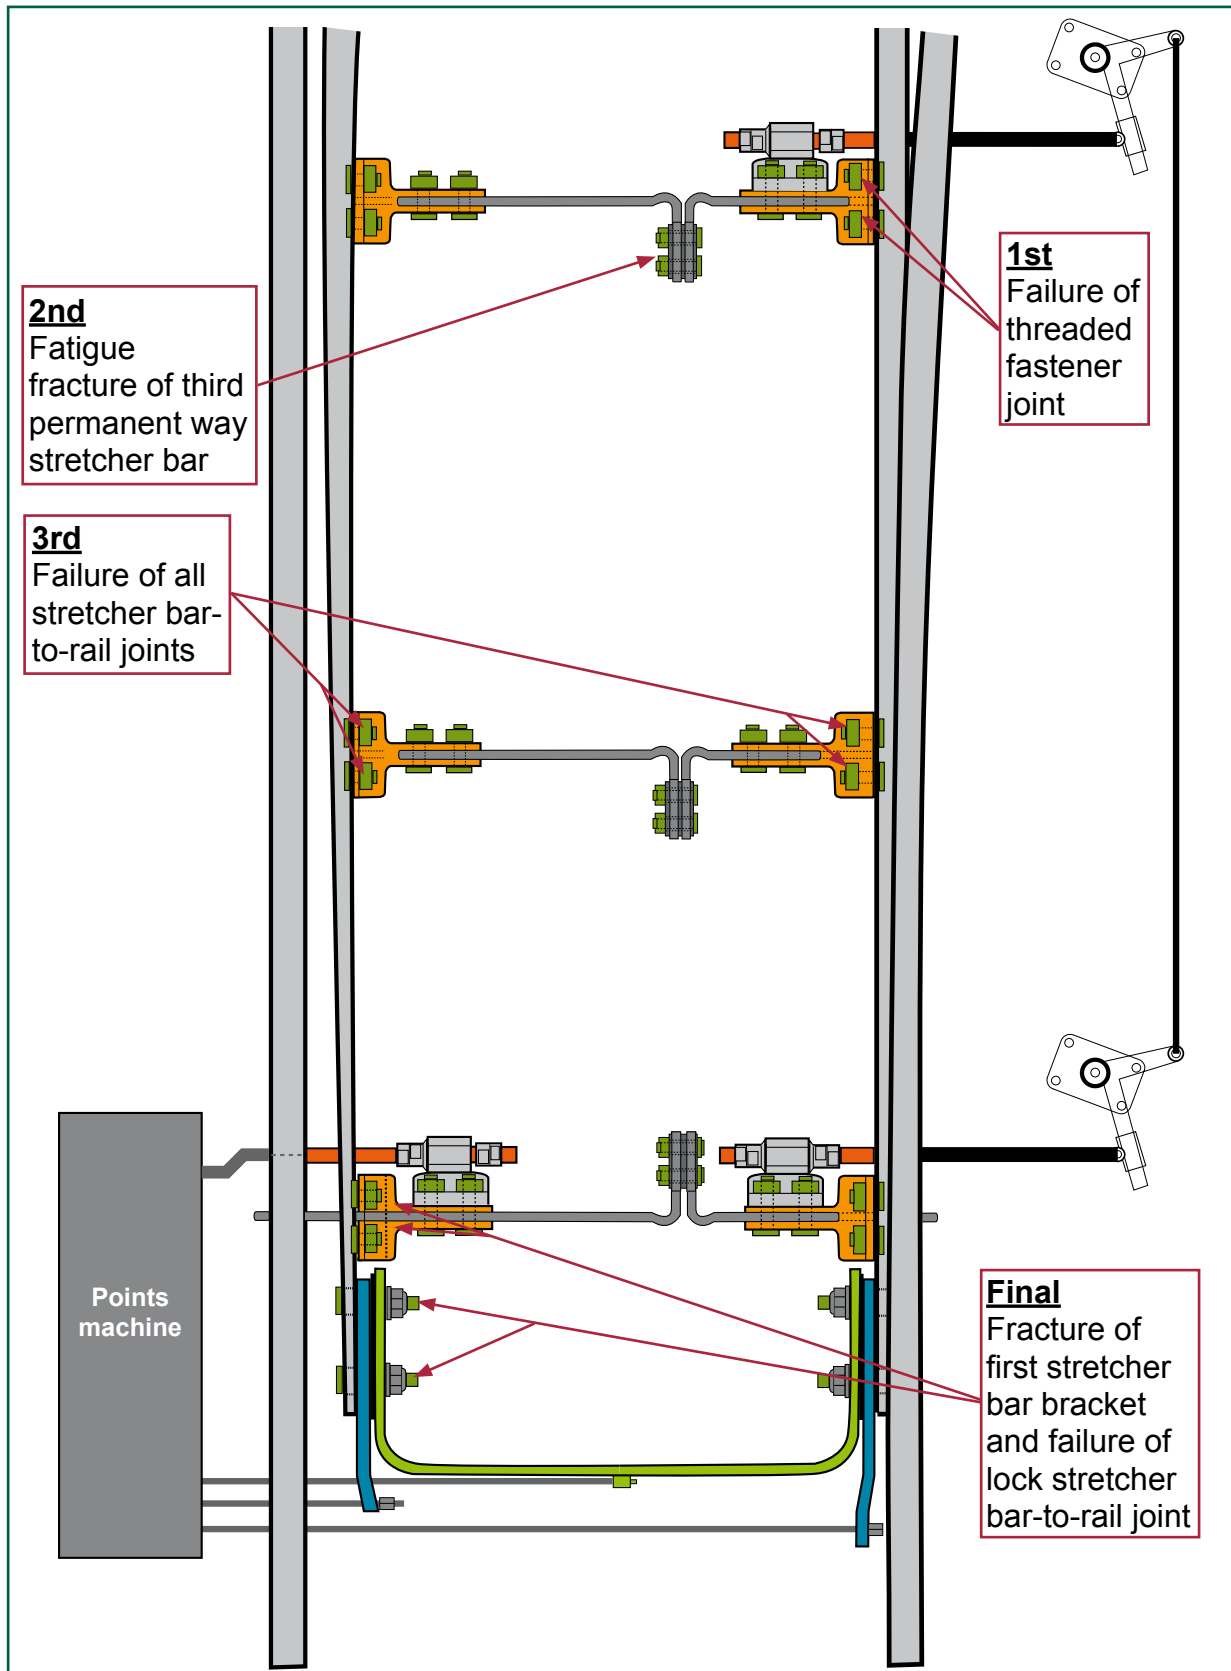 1st
Failure of
threaded
fastener
joint
2nd
Fatigue
fracture of third
permanent way
stretcher bar
3rd
Failure of all
stretcher bar-
to-rail joints
Points
machine
Final
Fracture of
first stretcher
bar bracket
and failure of
lock stretcher
bar-to-rail joint